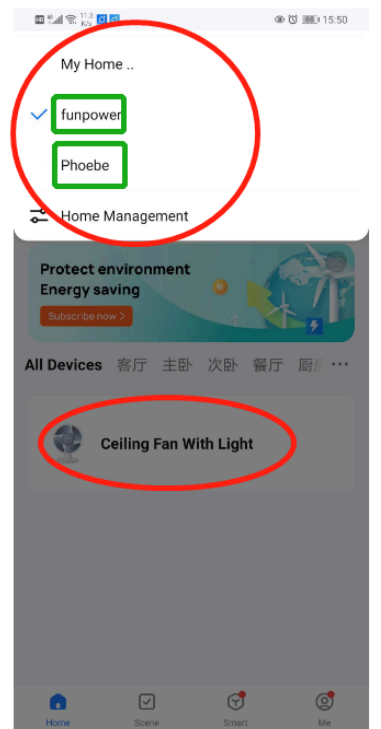 15:50
My Home ..
funpower
Phoebe
Home Management
Protect environment
Energy saving
Subscribe now >
All Devices 客厅 主卧 次卧 餐厅
Ceiling Fan With Light
Home Scene Smart Me